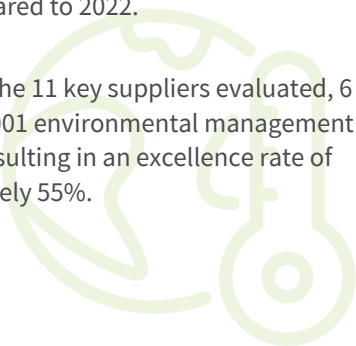 ared to 2022.
he 11 key suppliers evaluated, 6
001 environmental management
sulting in an excellence rate of
ely 55%.